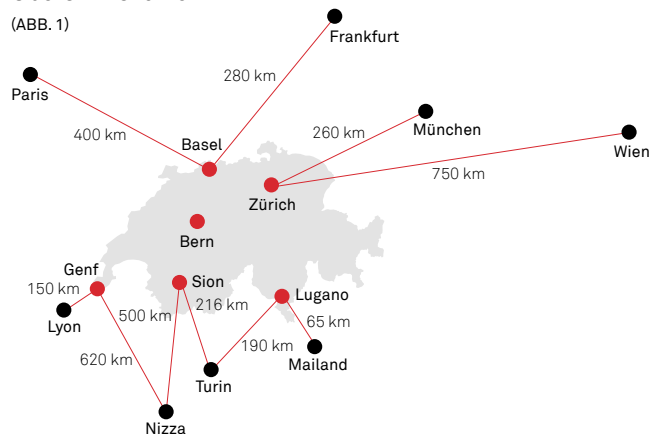 (ABB. 1)
Frankfurt
280 km
Paris
400 km
Basel
260 km
München
Wien
750 km
Zürich
Bern
Genf
Sion
150 km
Lyon
500 km
216 km
Lugano
65 km
190 km
Mailand
620 km
Turin
Nizza